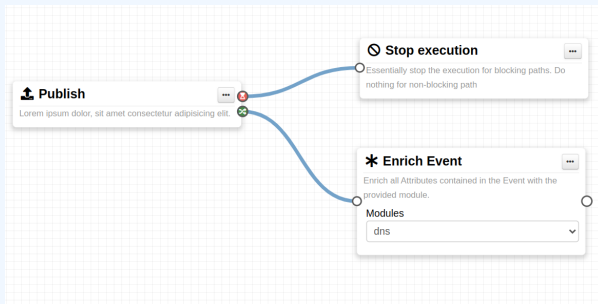 Publish
...
Lorem ipsum dolor, sit amet consectetur adipisicing elit.
Stop execution
...
Essentially stop the execution for blocking paths. Do
nothing for non-blocking path
Enrich Event
...
Enrich all Attributes contained in the Event with the
provided module.
Modules
dns